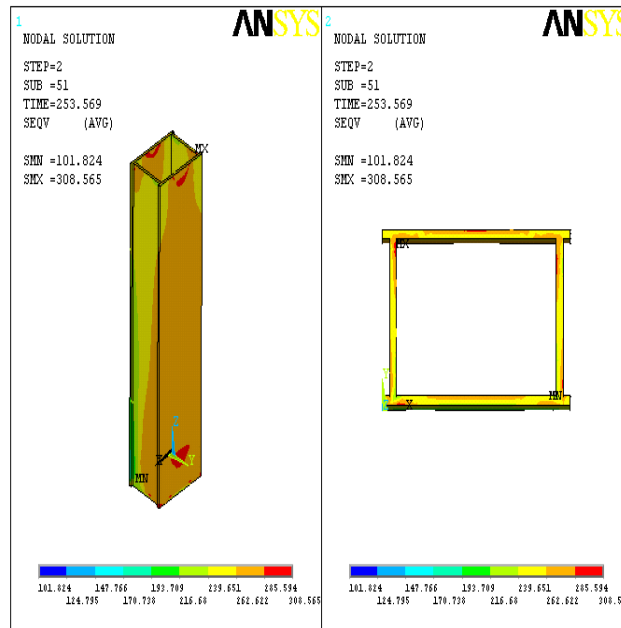 1
ANSYS
NODAL SOLUTION
STEP=2
SUB =51
TIME=253.569
SEQV (AVG)
SMN =101.824
SMX =308.565
MX
Z
X
Y
MN
101.824 147.766 193.709 239.651 285.594
124.795 170.738 216.68 262.622 308.565
2
ANSYS
NODAL SOLUTION
STEP=2
SUB =51
TIME=253.569
SEQV (AVG)
SMN =101.824
SMX =308.565
MX
MN
Y
Z X
101.824 147.766 193.709 239.651 285.594
124.795 170.738 216.68 262.622 308.565